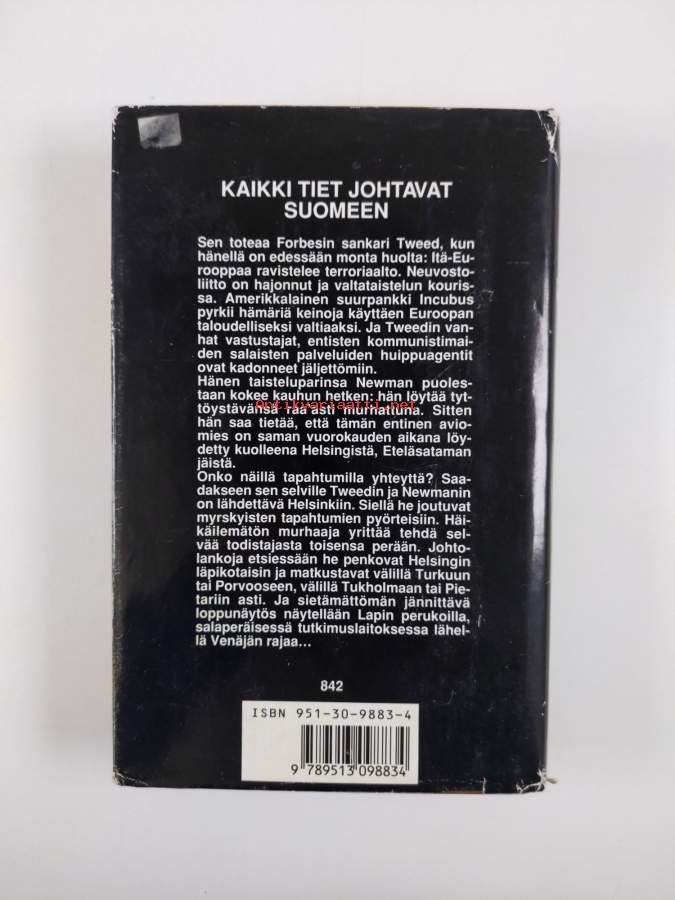 KAIKKI TIET JOHTAVAT
SUOMEEN
Sen toteaa Forbesin sankari Tweed, kun
hänellä on edessään monta huolta: Itä-Eu-
rooppaa ravistelee terroriaalto. Neuvosto-
liitto on hajonnut ja valtataistelun kouris-
sa. Amerikkalainen suurpankki Incubus
pyrkii hämäriä keinoja käyttäen Euroopan
taloudelliseksi valtiaaksi. Ja Tweedin van-
hat vastustajat, entisten kommunistimai-
den salaisten palveluiden huippuagentit
ovat kadonneet jäljettömiin.
Hänen taisteluparinsa Newman puoles-
taan kokee kauhun hetken: hän löytää tyt-
töystävänsä raa'asti murhattuna. Sitten
Antikvariaatti.net
hän saa tietää, että tämän entinen avio-
mies on saman vuorokauden aikana löy-
detty kuolleena Helsingistä, Eteläsataman
jäistä.
Onko näillä tapahtumilla yhteyttä? Saa-
dakseen sen selville Tweedin ja Newmanin
on lähdettävä Helsinkiin. Siellä he joutuvat
myrskyisten tapahtumien pyörteisiin. Häi-
käilemätön murhaaja yrittää tehdä sel-
vää todistajasta toisensa perään. Johto-
lankoja etsiessään he penkovat Helsingin
läpikotaisin ja matkustavat välillä Turkuun
tai Porvooseen, välillä Tukholmaan tai Pie-
tariin asti. Ja sietämättömän jännittävä
loppunäytös näytellään Lapin perukoilla,
salaperäisessä tutkimuslaitoksessa lähel-
lä Venäjän rajaa...
842
ISBN 951-30-9883-4
9 789513 098834